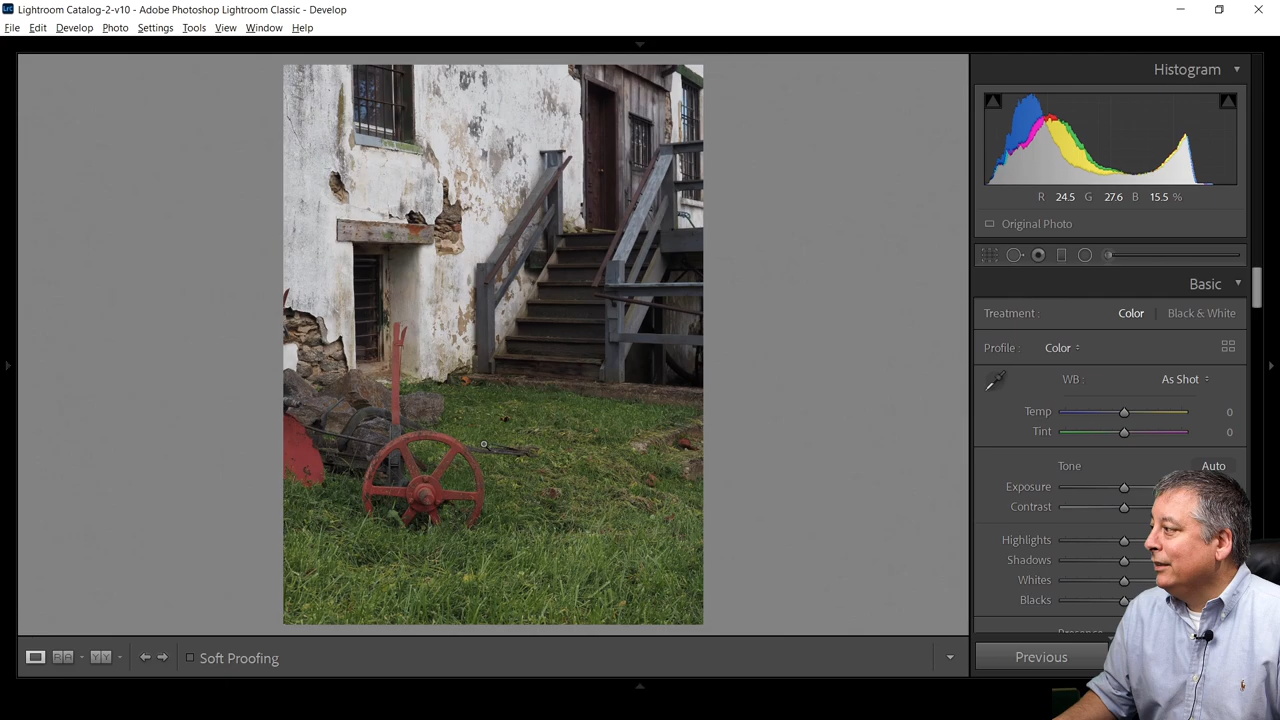 Lightroom Catalog-2-v10 - Adobe Photoshop Lightroom Classic - Develop
File Edit Develop Photo Settings Tools View Window Help
Histogram
R 24.5 G 27.6 B 15.5 %
Original Photo
Basic
Treatment : Color Black & White
Profile : Color
WB : As Shot
Temp 0
Tint 0
Tone Auto
Exposure
Contrast
Highlights
Shadows
Whites
Blacks
Presence
Soft Proofing
Previous